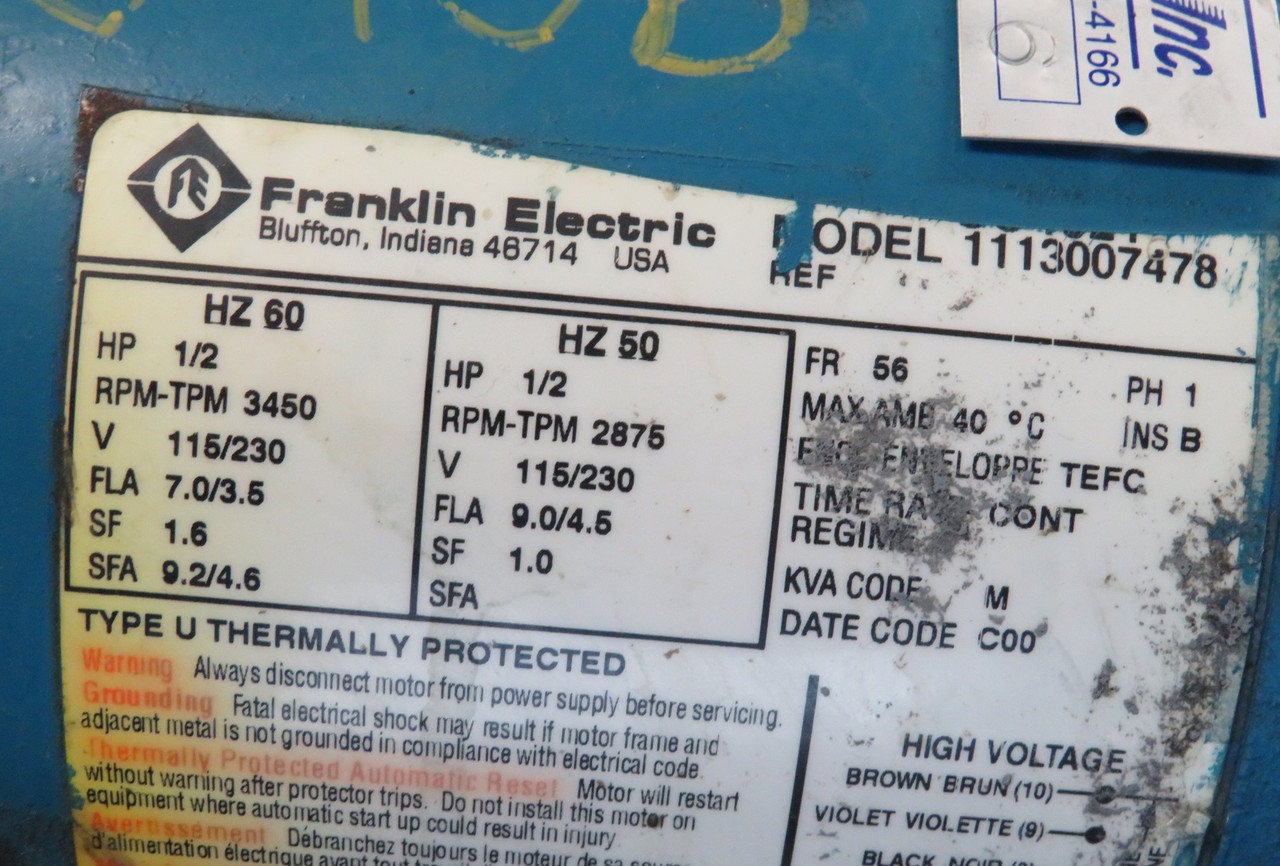 Inc.
-4166
FE
Franklin Electric
Bluffton, Indiana 46714 USA
MODEL 1113007478
REF
HZ 60
HP 1/2
RPM-TPM 3450
V 115/230
FLA 7.0/3.5
SF 1.6
SFA 9.2/4.6
HZ 50
HP 1/2
RPM-TPM 2875
V 115/230
FLA 9.0/4.5
SF 1.0
SFA
FR 56 PH 1
MAX AMB 40 °C INS B
ENVELOPPE TEFC
TIME CONT
REGIME
KVA CODE M
DATE CODE C00
TYPE U THERMALLY PROTECTED
Warning Always disconnect motor from power supply before servicing.
Grounding Fatal electrical shock may result if motor frame and
adjacent metal is not grounded in compliance with electrical code.
Thermally Protected Automatic Reset Motor will restart
without warning after protector trips. Do not install this motor on
equipment where automatic start up could result in injury.
Avertissement Débranchez toujours le moteur de sa source
d'alimentation électrique avant tout
HIGH VOLTAGE
BROWN BRUN (10)
VIOLET VIOLETTE (9)
BLACK NOIR